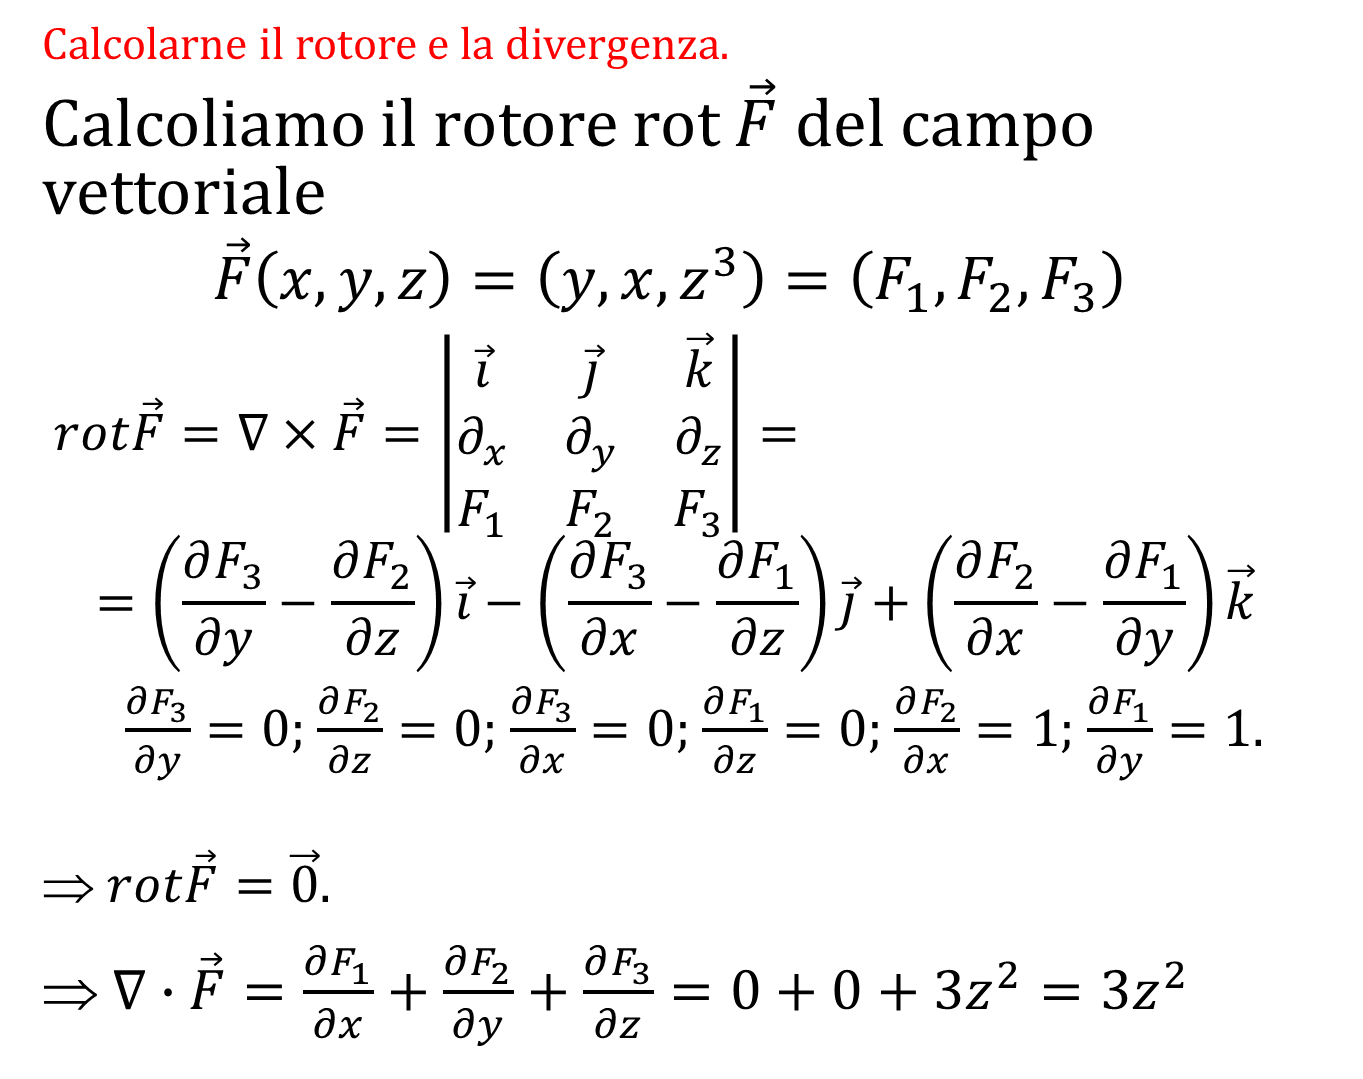 Calcolarne il rotore e la divergenza.
Calcoliamo il rotore rot F⃗ del campo
vettoriale
F⃗(x, y, z) = (y, x, z³) = (F₁, F₂, F₃)
rotF⃗ = ∇ × F⃗ = | i⃗ j⃗ k⃗ ; ∂ₓ ∂ᵧ ∂_z ; F₁ F₂ F₃ | =
= (∂F₃/∂y − ∂F₂/∂z) i⃗ − (∂F₃/∂x − ∂F₁/∂z) j⃗ + (∂F₂/∂x − ∂F₁/∂y) k⃗
∂F₃/∂y = 0; ∂F₂/∂z = 0; ∂F₃/∂x = 0; ∂F₁/∂z = 0; ∂F₂/∂x = 1; ∂F₁/∂y = 1.
⇒ rotF⃗ = 0⃗.
⇒ ∇ · F⃗ = ∂F₁/∂x + ∂F₂/∂y + ∂F₃/∂z = 0 + 0 + 3z² = 3z²